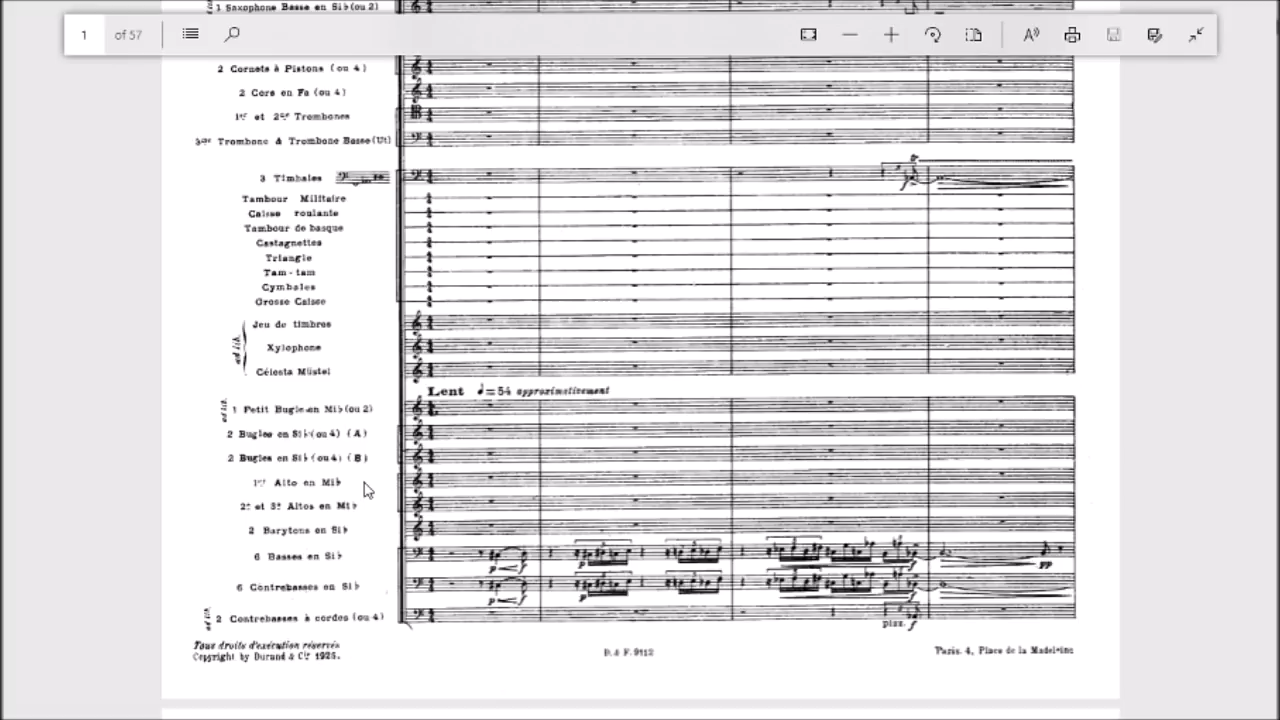 1 Saxophone Basse en Si♭ (ou 2)
1 of 57
2 Cornets à Pistons (ou 4)
2 Cors en Fa (ou 4)
1er et 2me Trombones
3me Trombone & Trombone Basse (Ut)
3 Timbales
Tambour Militaire
Caisse roulante
Tambour de basque
Castagnettes
Triangle
Tam-tam
Cymbales
Grosse Caisse
ad lib.
Jeu de timbres
Xylophone
Célesta Müstel
Lent ♩=54 approximativement
ad lib.
1 Petit Bugle en Mi♭ (ou 2)
2 Bugles en Si♭ (ou 4) (A)
2 Bugles en Si♭ (ou 4) (B)
1er Alto en Mi♭
2e et 3e Altos en Mi♭
2 Barytons en Si♭
6 Basses en Si♭
p f p f pp
6 Contrebasses en Si♭
p f p f
ad lib.
2 Contrebasses à cordes (ou 4)
pizz. f
Tous droits d'exécution réservés
Copyright by Durand & Cie 1925.
D. & F. 9112
Paris. 4, Place de la Madeleine